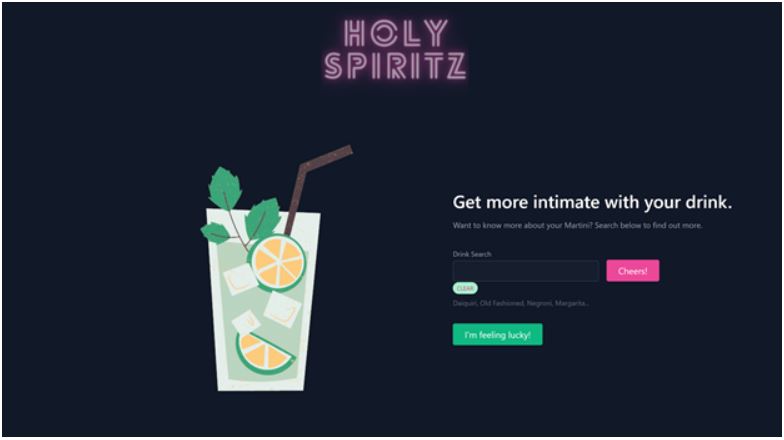 HOLY
SPIRITZ
Get more intimate with your drink.
Want to know more about your Martini? Search below to find out more.
Drink Search
Cheers!
CLEAR
Daiquiri, Old Fashioned, Negroni, Margarita...
I'm feeling lucky!